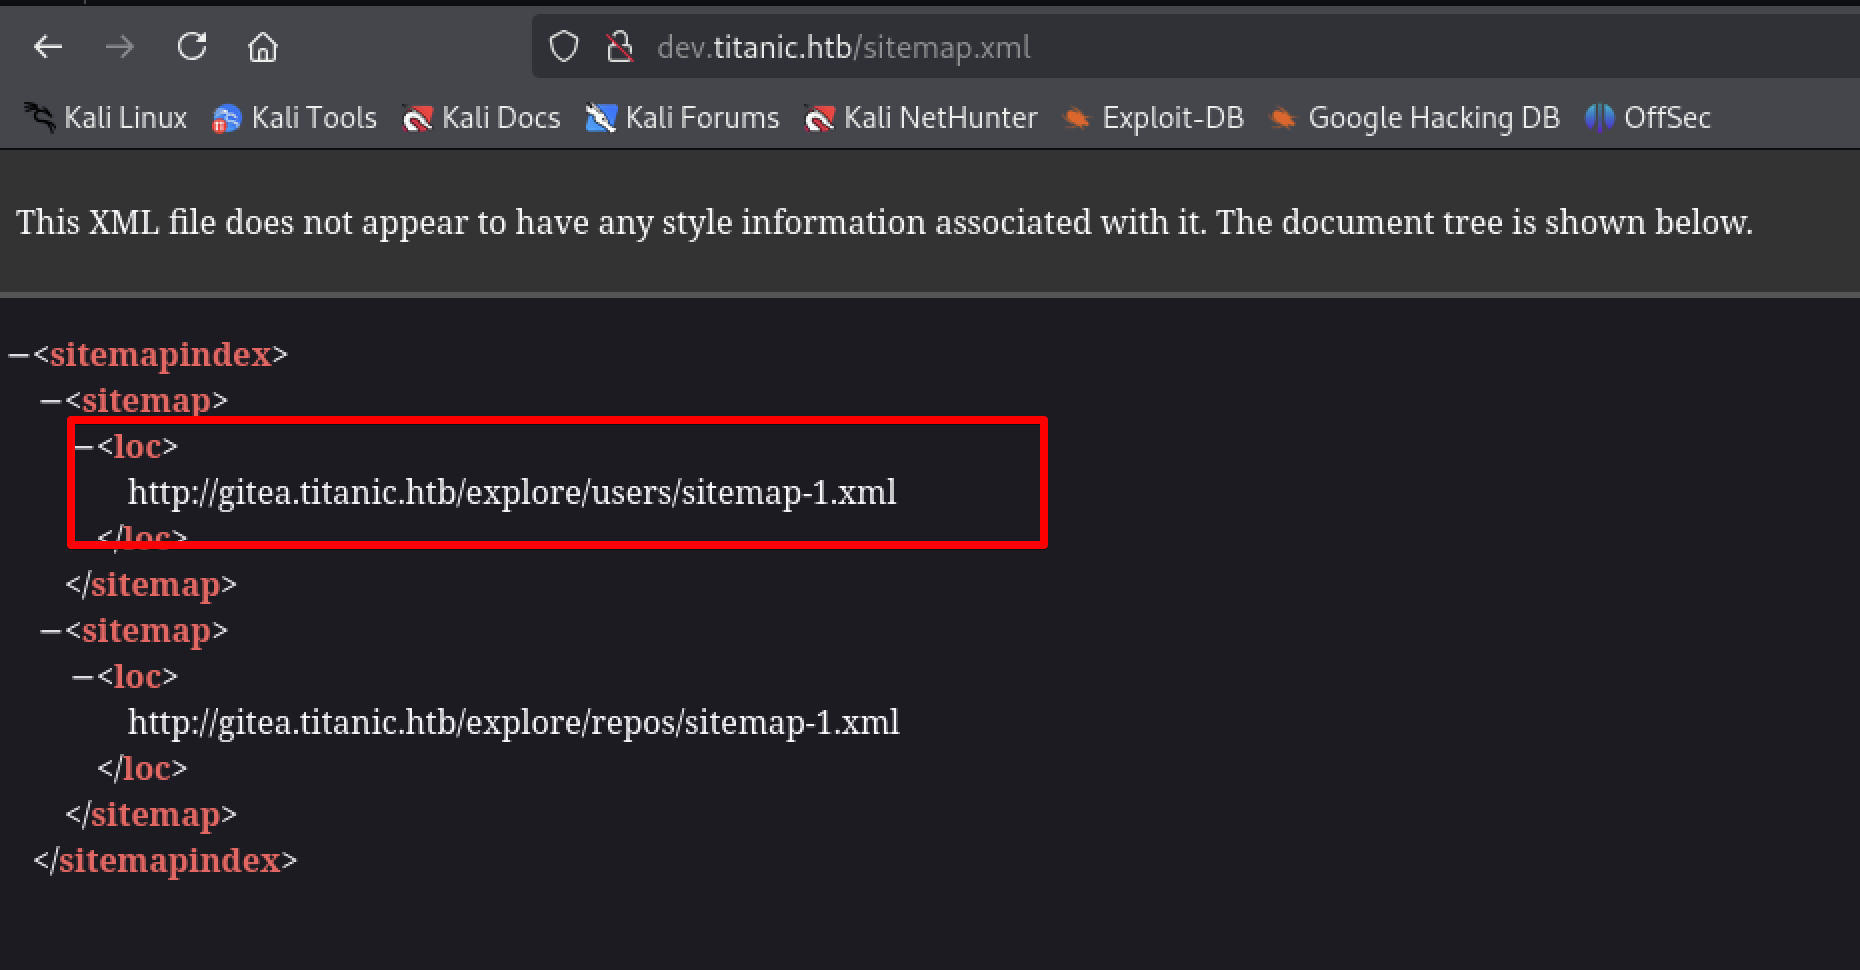 dev.titanic.htb/sitemap.xml
Kali Linux Kali Tools Kali Docs Kali Forums Kali NetHunter Exploit-DB Google Hacking DB OffSec
This XML file does not appear to have any style information associated with it. The document tree is shown below.
−<sitemapindex>
−<sitemap>
−<loc>
http://gitea.titanic.htb/explore/users/sitemap-1.xml
</loc>
</sitemap>
−<sitemap>
−<loc>
http://gitea.titanic.htb/explore/repos/sitemap-1.xml
</loc>
</sitemap>
</sitemapindex>